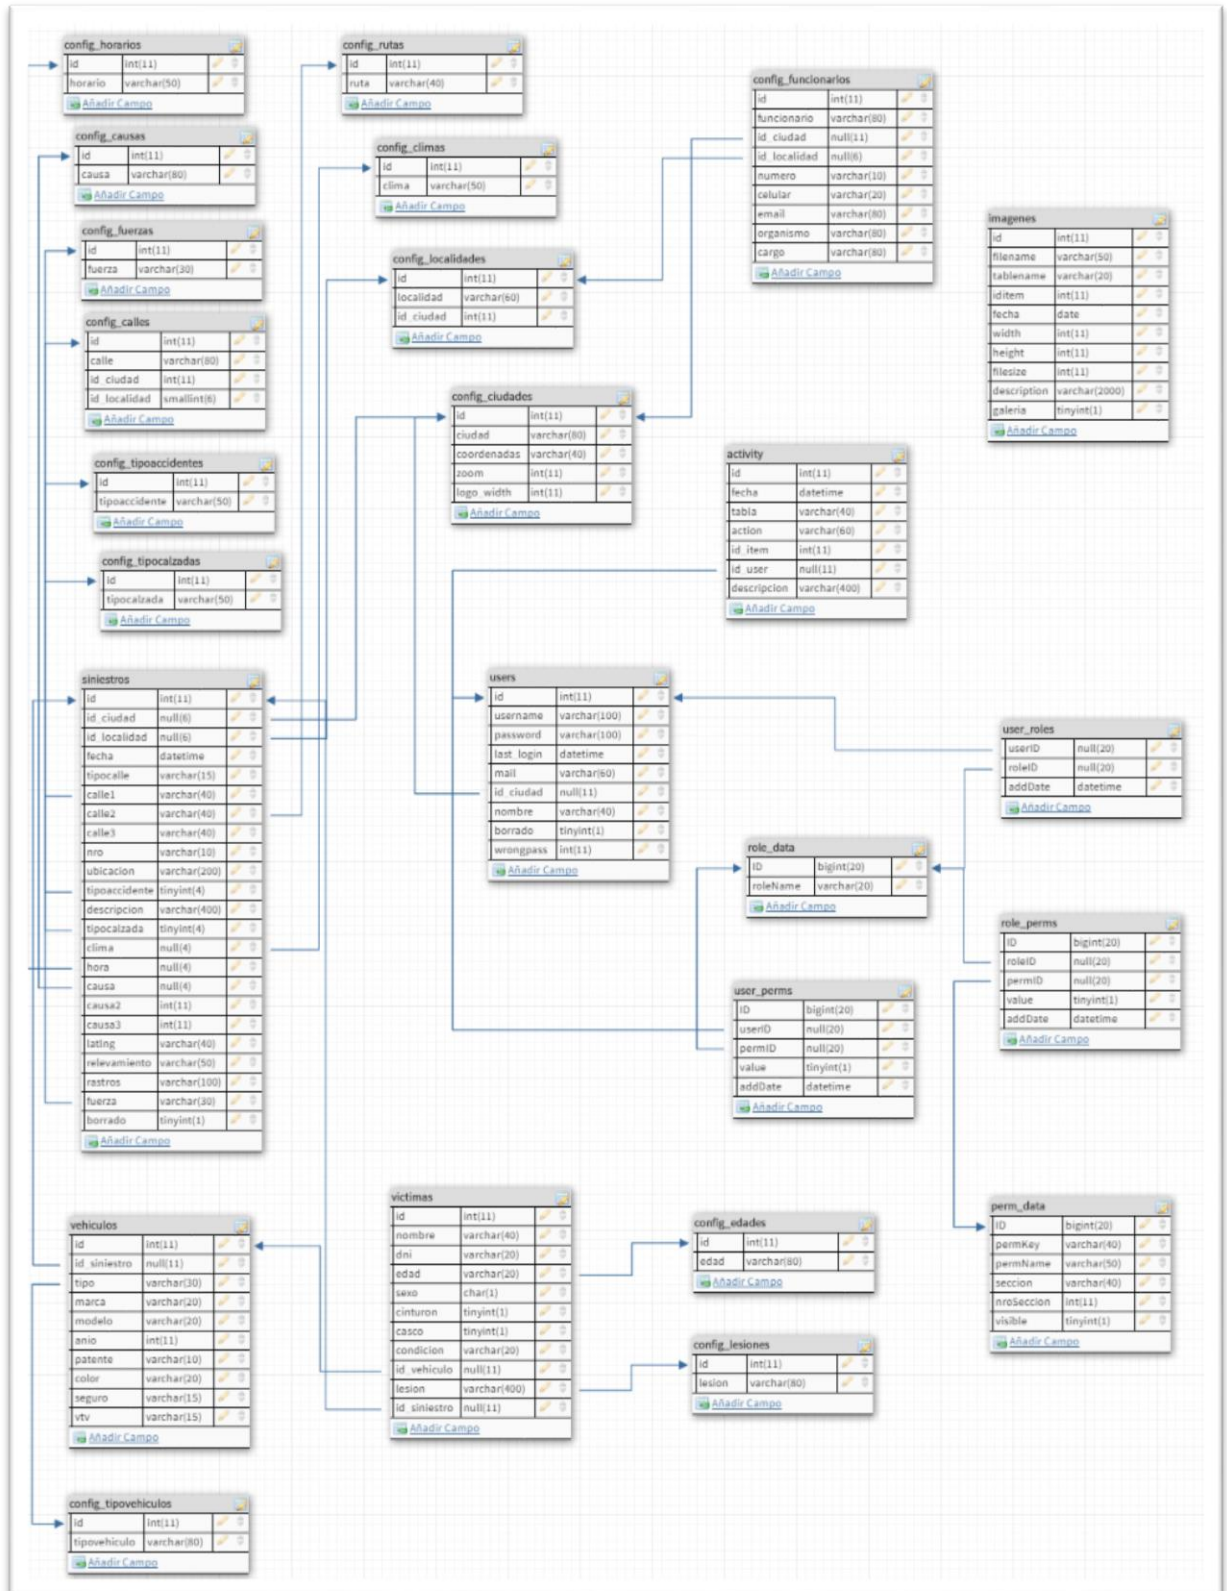 config_horarios
id int(11)
horario varchar(50)
Añadir Campo
config_causas
id int(11)
causa varchar(80)
Añadir Campo
config_fuerzas
id int(11)
fuerza varchar(30)
Añadir Campo
config_calles
id int(11)
calle varchar(80)
id_ciudad int(11)
id_localidad smallint(6)
Añadir Campo
config_tipoaccidentes
id int(11)
tipoaccidente varchar(50)
Añadir Campo
config_tipocalzadas
id int(11)
tipocalzada varchar(50)
Añadir Campo
config_rutas
id int(11)
ruta varchar(40)
Añadir Campo
config_climas
id int(11)
clima varchar(50)
Añadir Campo
config_localidades
id int(11)
localidad varchar(60)
id_ciudad int(11)
Añadir Campo
config_ciudades
id int(11)
ciudad varchar(80)
coordenadas varchar(40)
zoom int(11)
logo_width int(11)
Añadir Campo
config_funcionarios
id int(11)
funcionario varchar(80)
id_ciudad null(11)
id_localidad null(6)
numero varchar(10)
celular varchar(20)
email varchar(80)
organismo varchar(80)
cargo varchar(80)
Añadir Campo
imagenes
id int(11)
filename varchar(50)
tablename varchar(20)
iditem int(11)
fecha date
width int(11)
height int(11)
filesize int(11)
description varchar(2000)
galeria tinyint(1)
Añadir Campo
activity
id int(11)
fecha datetime
tabla varchar(40)
action varchar(60)
id_item int(11)
id_user null(11)
descripcion varchar(400)
Añadir Campo
siniestros
id int(11)
id_ciudad null(6)
id_localidad null(6)
fecha datetime
tipocalle varchar(15)
calle1 varchar(40)
calle2 varchar(40)
calle3 varchar(40)
nro varchar(10)
ubicacion varchar(200)
tipoaccidente tinyint(4)
descripcion varchar(400)
tipocalzada tinyint(4)
clima null(4)
hora null(4)
causa null(4)
causa2 int(11)
causa3 int(11)
latlng varchar(40)
relevamiento varchar(50)
rastros varchar(100)
fuerza varchar(30)
borrado tinyint(1)
Añadir Campo
users
id int(11)
username varchar(100)
password varchar(100)
last_login datetime
mail varchar(60)
id_ciudad null(11)
nombre varchar(40)
borrado tinyint(1)
wrongpass int(11)
Añadir Campo
user_roles
userID null(20)
roleID null(20)
addDate datetime
Añadir Campo
role_data
ID bigint(20)
roleName varchar(20)
Añadir Campo
role_perms
ID bigint(20)
roleID null(20)
permID null(20)
value tinyint(1)
addDate datetime
Añadir Campo
user_perms
ID bigint(20)
userID null(20)
permID null(20)
value tinyint(1)
addDate datetime
Añadir Campo
vehiculos
id int(11)
id_siniestro null(11)
tipo varchar(30)
marca varchar(20)
modelo varchar(20)
anio int(11)
patente varchar(10)
color varchar(20)
seguro varchar(15)
vtv varchar(15)
Añadir Campo
victimas
id int(11)
nombre varchar(40)
dni varchar(20)
edad varchar(20)
sexo char(1)
cinturon tinyint(1)
casco tinyint(1)
condicion varchar(20)
id_vehiculo null(11)
lesion varchar(400)
id_siniestro null(11)
Añadir Campo
config_edades
id int(11)
edad varchar(80)
Añadir Campo
config_lesiones
id int(11)
lesion varchar(80)
Añadir Campo
perm_data
ID bigint(20)
permKey varchar(40)
permName varchar(50)
seccion varchar(40)
nroSeccion int(11)
visible tinyint(1)
Añadir Campo
config_tipovehiculos
id int(11)
tipovehiculo varchar(80)
Añadir Campo